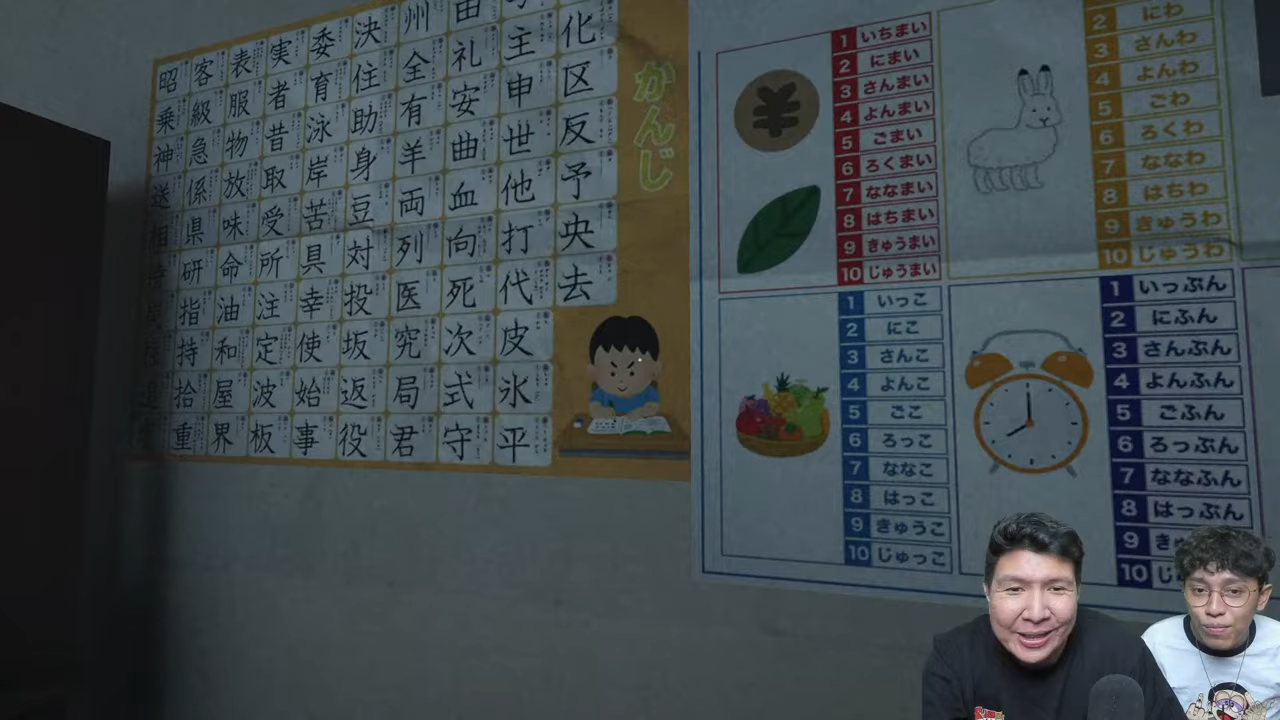 かんじ
化区反予央去
主申世他打代皮氷平
礼安曲血向死次式守
州全有羊両列医究局君
決住助身豆対投坂返役
委育泳岸苦具幸使始事
実者昔取受所注定波板
表服物放味命油和屋界
客級急係県研指持拾重
昭乗神送相
1 いちまい
2 にまい
3 さんまい
4 よんまい
5 ごまい
6 ろくまい
7 ななまい
8 はちまい
9 きゅうまい
10 じゅうまい
2 にわ
3 さんわ
4 よんわ
5 ごわ
6 ろくわ
7 ななわ
8 はちわ
9 きゅうわ
10 じゅうわ
1 いっこ
2 にこ
3 さんこ
4 よんこ
5 ごこ
6 ろっこ
7 ななこ
8 はっこ
9 きゅうこ
10 じゅっこ
1 いっぷん
2 にふん
3 さんぷん
4 よんふん
5 ごふん
6 ろっぷん
7 ななふん
8 はっぷん
9 きゅ
10 じ